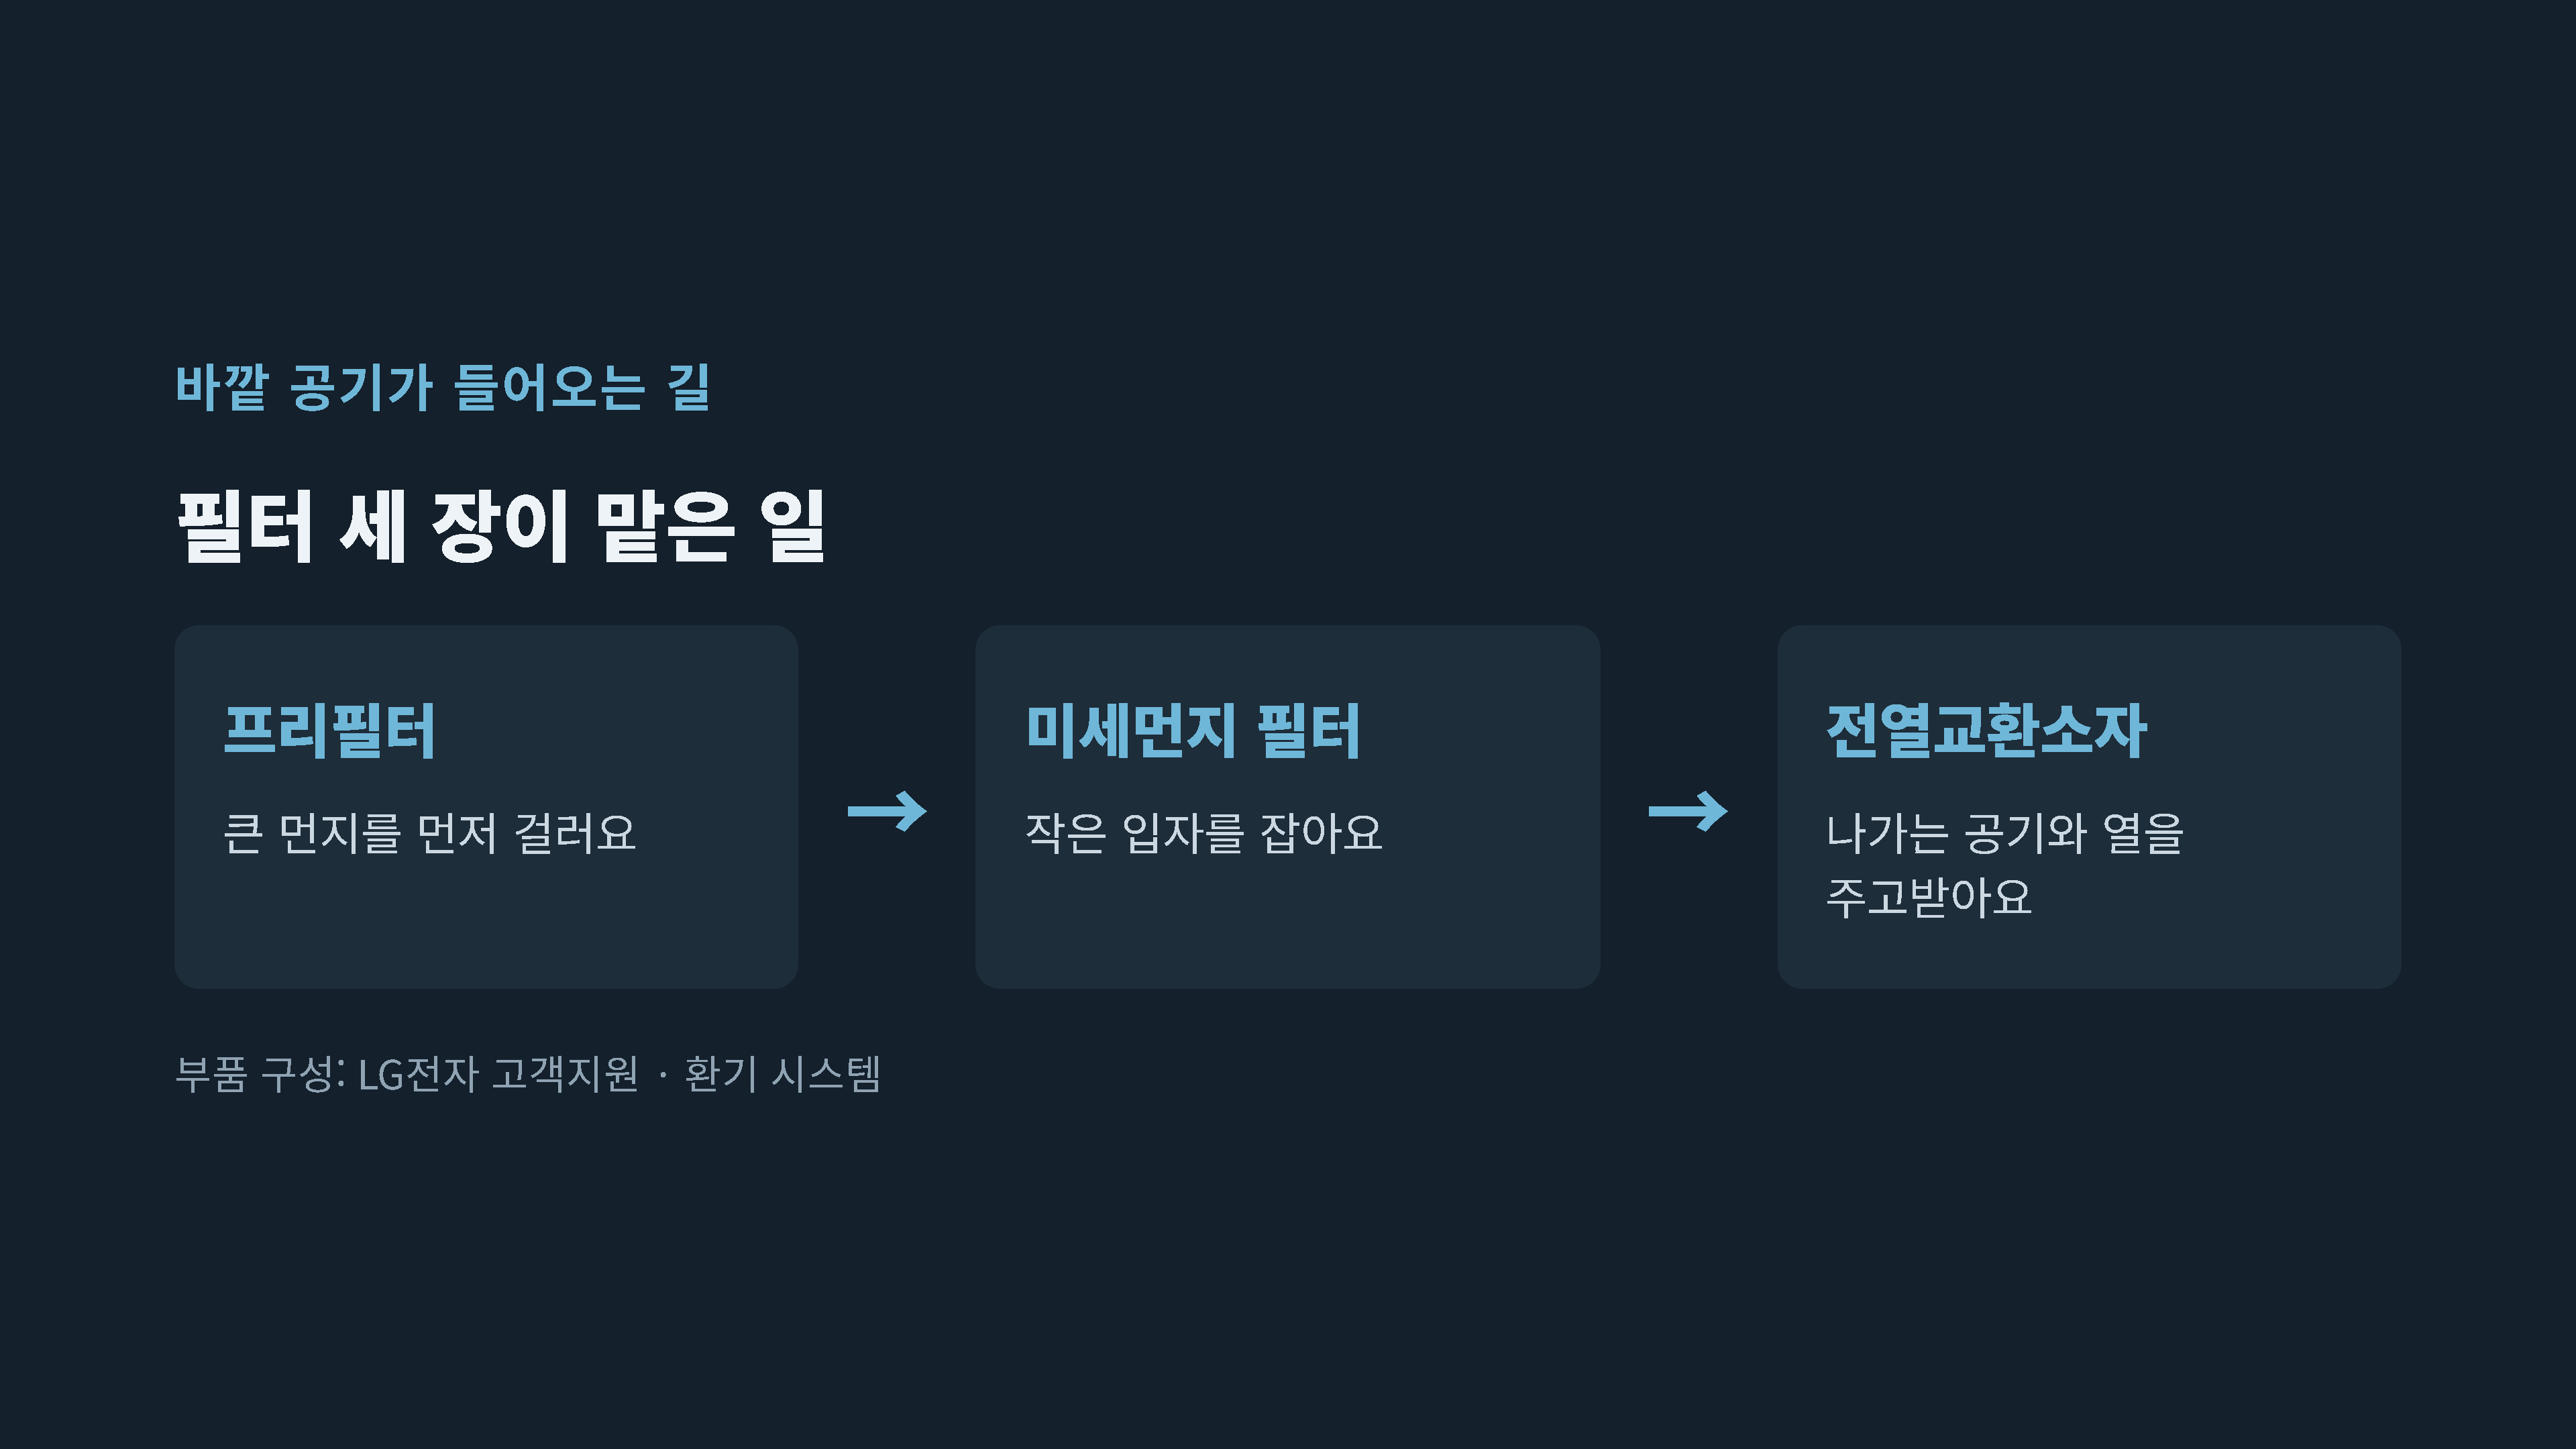 바깥 공기가 들어오는 길
필터 세 장이 맡은 일
프리필터
큰 먼지를 먼저 걸러요
→
미세먼지 필터
작은 입자를 잡아요
→
전열교환소자
나가는 공기와 열을
주고받아요
부품 구성: LG전자 고객지원 · 환기 시스템